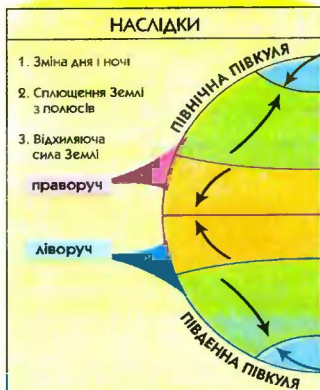 НАСЛІДКИ
1. Зміна дня і ночі
2. Сплющення Землі
з полюсів
3. Відхиляюча
сила Землі
праворуч
ліворуч
ПІВНІЧНА ПІВКУЛЯ
ПІВДЕННА ПІВКУЛЯ